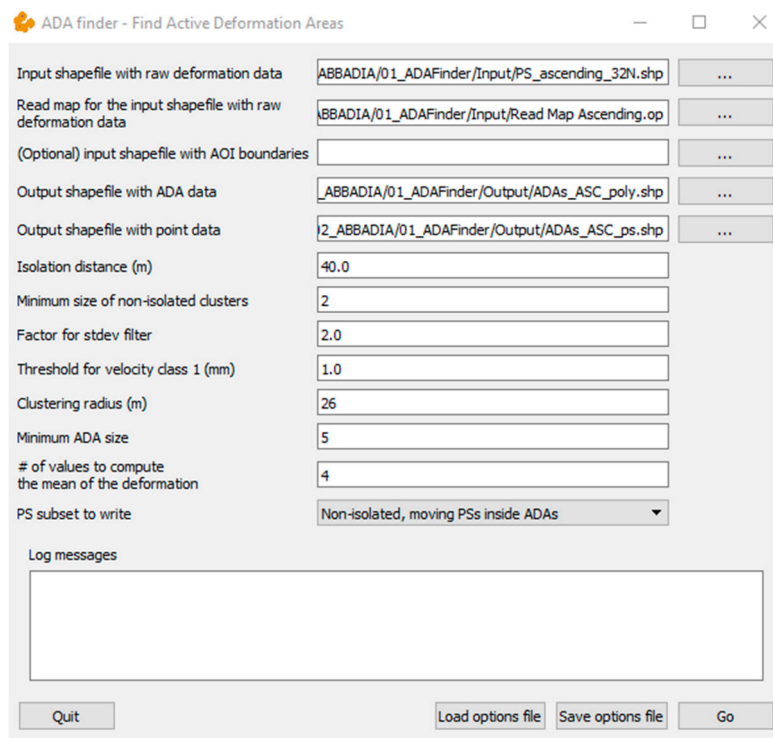 ADA finder - Find Active Deformation Areas
Input shapefile with raw deformation data ABBADIA/01_ADAFinder/Input/PS_ascending_32N.shp ...
Read map for the input shapefile with raw
deformation data ABBADIA/01_ADAFinder/Input/Read Map Ascending.op ...
(Optional) input shapefile with AOI boundaries ...
Output shapefile with ADA data _ABBADIA/01_ADAFinder/Output/ADAs_ASC_poly.shp ...
Output shapefile with point data 02_ABBADIA/01_ADAFinder/Output/ADAs_ASC_ps.shp ...
Isolation distance (m) 40.0
Minimum size of non-isolated clusters 2
Factor for stdev filter 2.0
Threshold for velocity class 1 (mm) 1.0
Clustering radius (m) 26
Minimum ADA size 5
# of values to compute
the mean of the deformation 4
PS subset to write Non-isolated, moving PSs inside ADAs
Log messages
Quit Load options file Save options file Go